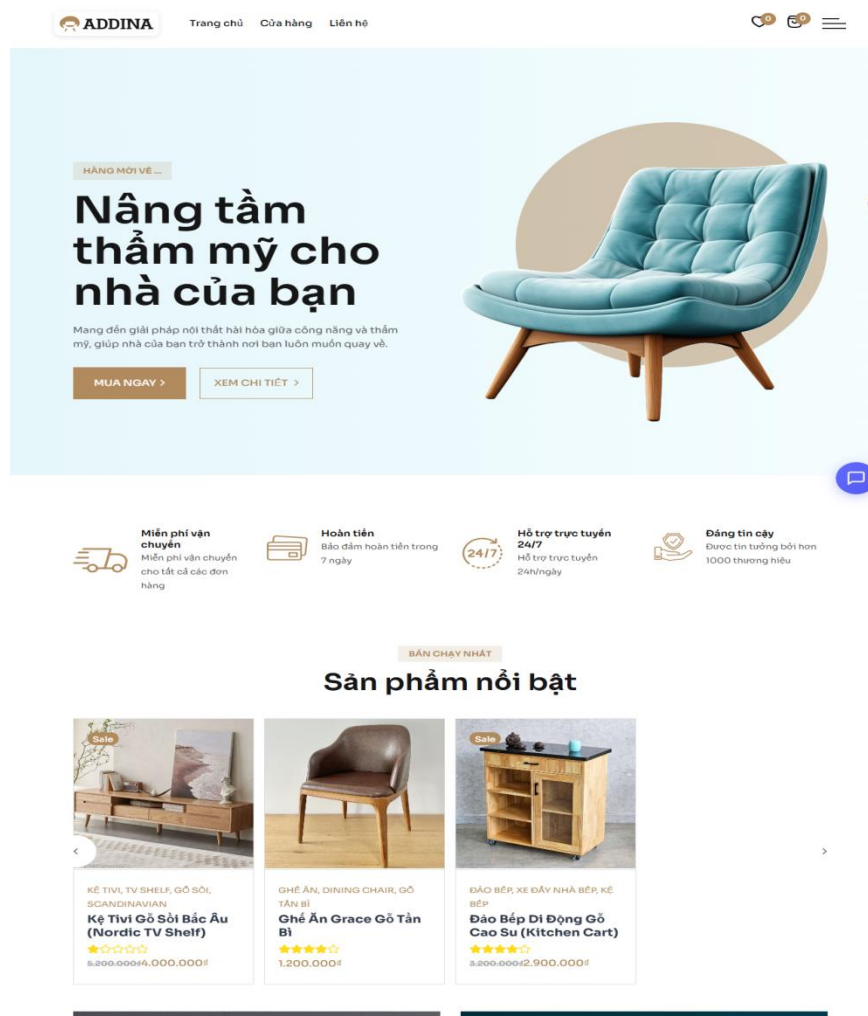 ADDINA
Trang chủ Cửa hàng Liên hệ
0 0
HÀNG MỚI VỀ ...
Nâng tầm
thẩm mỹ cho
nhà của bạn
Mang đến giải pháp nội thất hài hòa giữa công năng và thẩm
mỹ, giúp nhà của bạn trở thành nơi bạn luôn muốn quay về.
MUA NGAY >
XEM CHI TIẾT >
Miễn phí vận
chuyển
Miễn phí vận chuyển
cho tất cả các đơn
hàng
Hoàn tiền
Bảo đảm hoàn tiền trong
7 ngày
24/7
Hỗ trợ trực tuyến
24/7
Hỗ trợ trực tuyến
24h/ngày
Đáng tin cậy
Được tin tưởng bởi hơn
1000 thương hiệu
BÁN CHẠY NHẤT
Sản phẩm nổi bật
Sale
KỆ TIVI, TV SHELF, GỖ SỒI,
SCANDINAVIAN
Kệ Tivi Gỗ Sồi Bắc Âu
(Nordic TV Shelf)
5.200.000₫4.000.000₫
GHẾ ĂN, DINING CHAIR, GỖ
TẦN BÌ
Ghế Ăn Grace Gỗ Tần
Bì
1.200.000₫
Sale
ĐẢO BẾP, XE ĐẨY NHÀ BẾP, KỆ
BẾP
Đảo Bếp Di Động Gỗ
Cao Su (Kitchen Cart)
3.200.000₫2.900.000₫